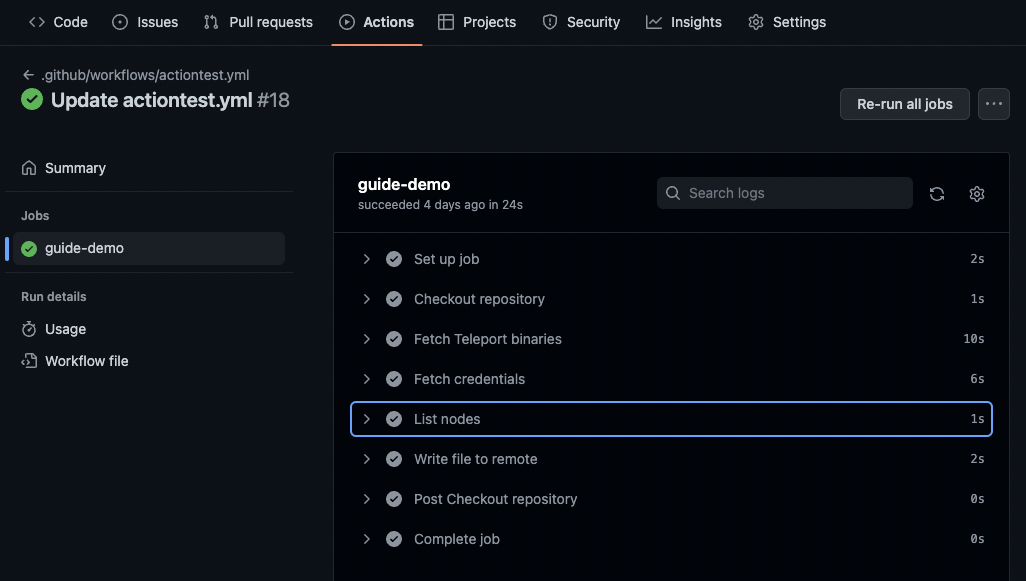 Code Issues Pull requests Actions Projects Security Insights Settings
.github/workflows/actiontest.yml
Update actiontest.yml #18
Re-run all jobs
Summary
Jobs
guide-demo
Run details
Usage
Workflow file
guide-demo
succeeded 4 days ago in 24s
Search logs
Set up job 2s
Checkout repository 1s
Fetch Teleport binaries 10s
Fetch credentials 6s
List nodes 1s
Write file to remote 2s
Post Checkout repository 0s
Complete job 0s